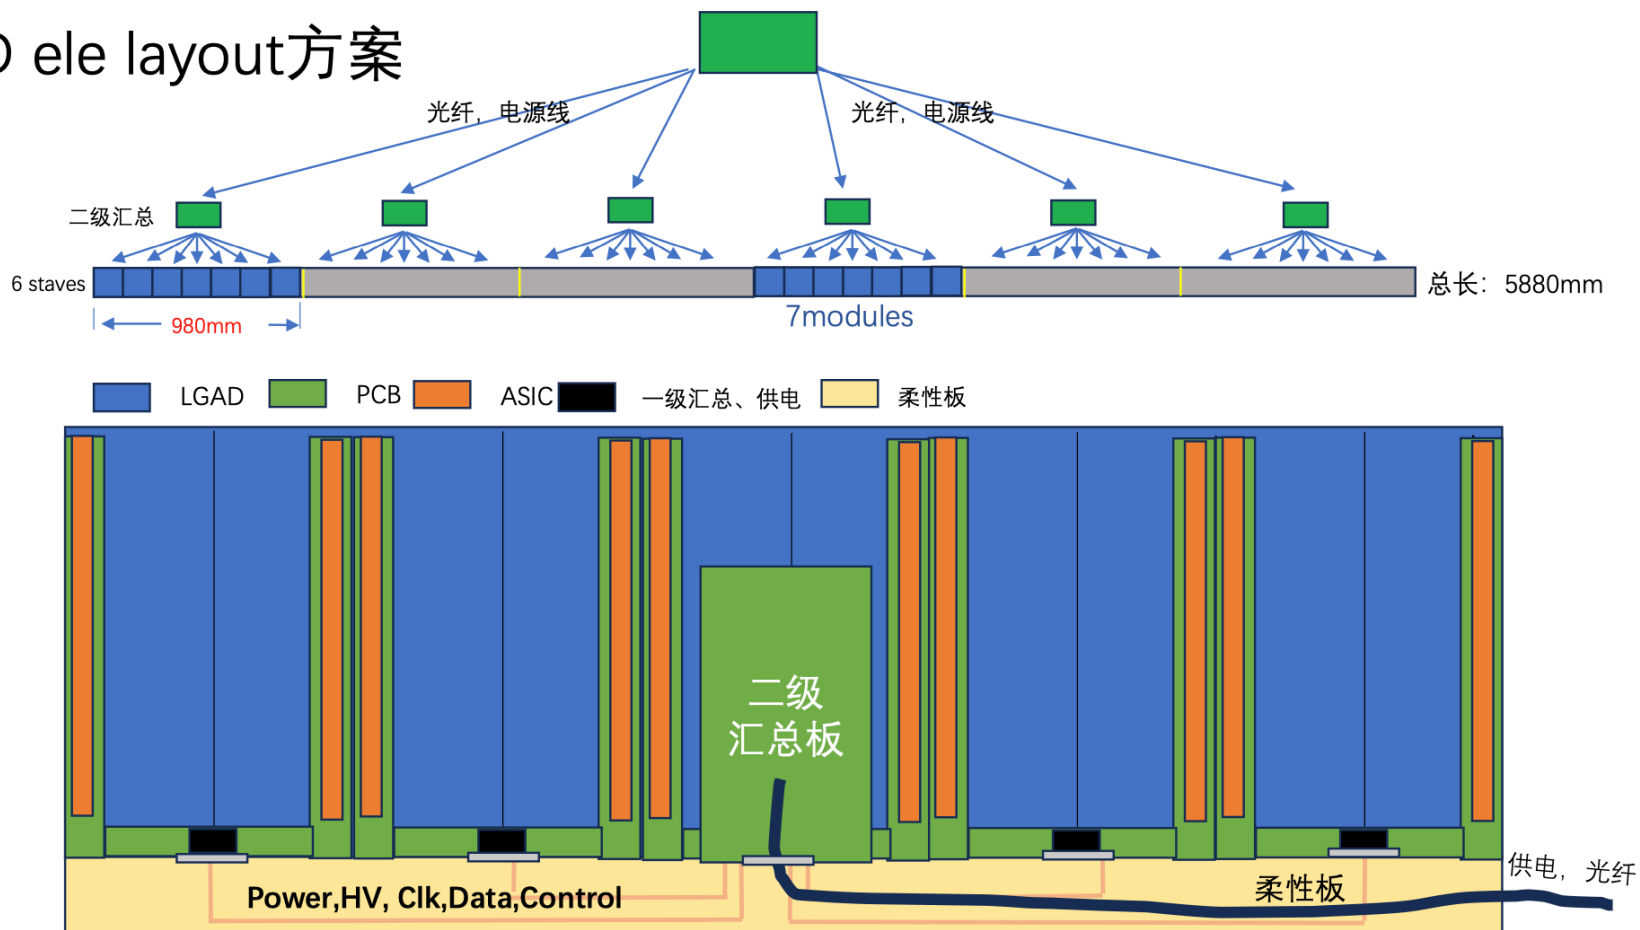 ele layout方案
光纤，电源线
光纤，电源线
二级汇总
6 staves
总长：5880mm
980mm
7modules
LGAD
PCB
ASIC
一级汇总、供电
柔性板
二级
汇总板
供电，光纤
Power,HV, Clk,Data,Control
柔性板